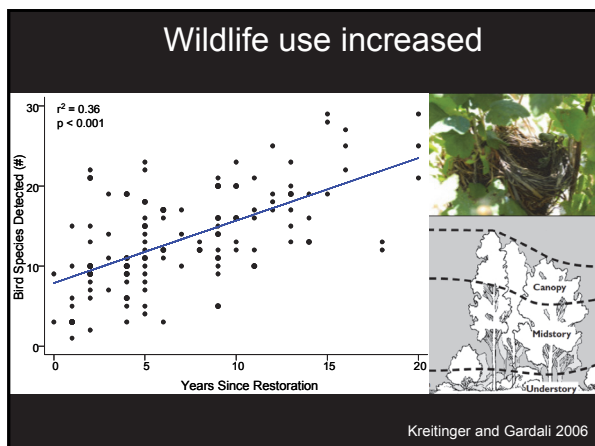 Wildlife use increased
r² = 0.36
p < 0.001
30
20
10
0
Bird Species Detected (#)
0
5
10
15
20
Years Since Restoration
Canopy
Midstory
Understory
Kreitinger and Gardali 2006